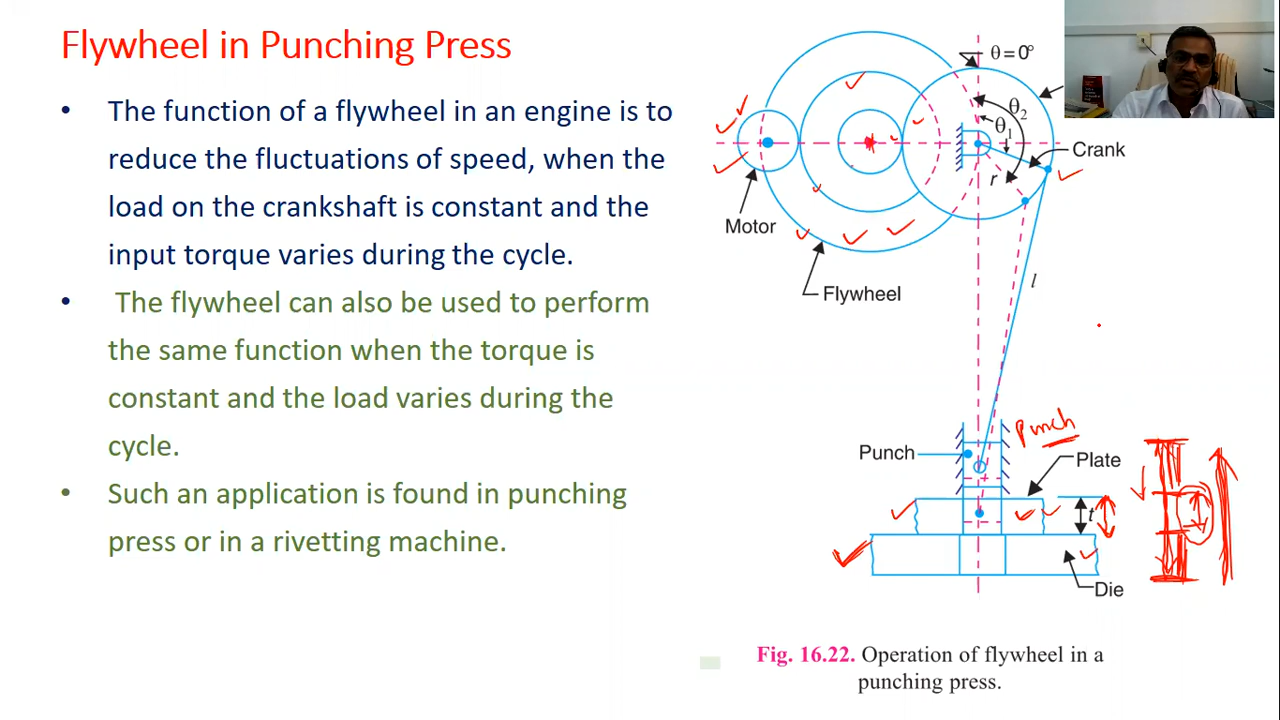 Flywheel in Punching Press
• The function of a flywheel in an engine is to
reduce the fluctuations of speed, when the
load on the crankshaft is constant and the
input torque varies during the cycle.
• The flywheel can also be used to perform
the same function when the torque is
constant and the load varies during the
cycle.
• Such an application is found in punching
press or in a rivetting machine.
θ = 0°
θ2
θ1
Crank
r
Motor
Flywheel
l
Punch
Punch
Plate
t
Die
Fig. 16.22. Operation of flywheel in a
punching press.